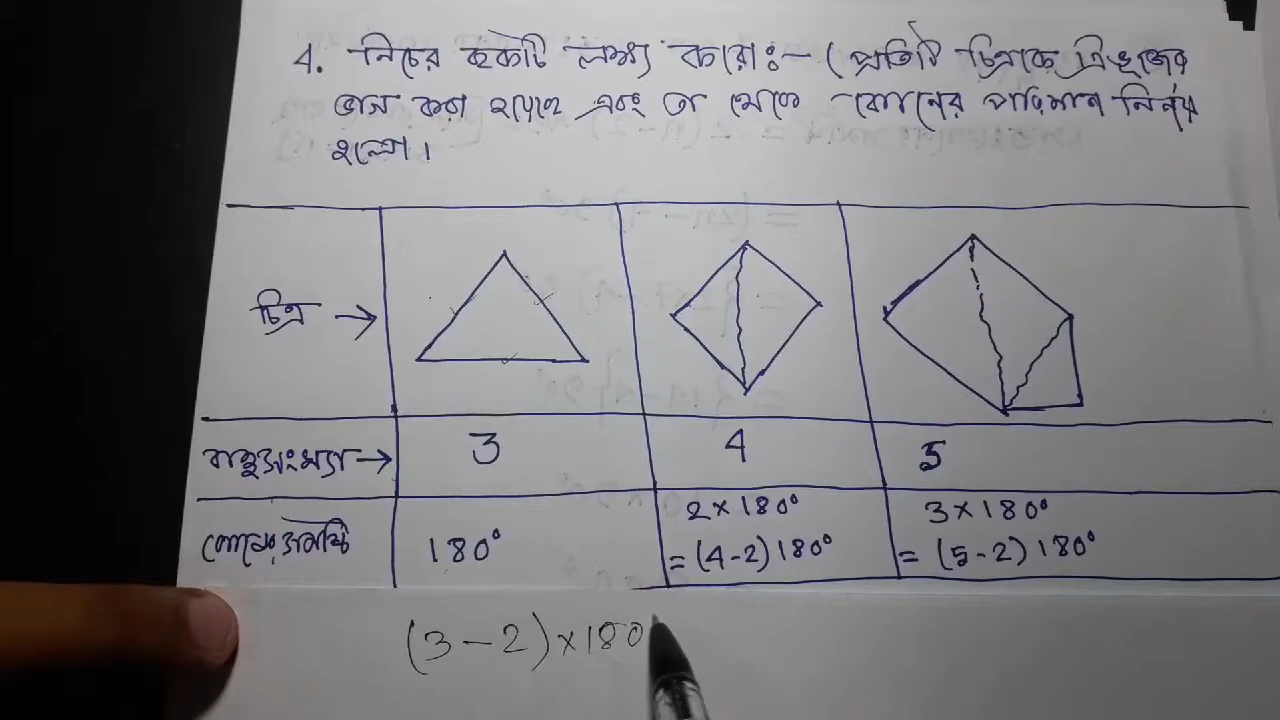 4. নিচের ছকটি লক্ষ্য করো:- ( প্রতিটি চিত্রকে ত্রিভূজের
ভাগ করা হয়েছে এবং তা থেকে কোনের পরিমাপ নির্ণয়
হলো।
চিত্র →
বাহুসংখ্যা → 3 4 5
কোনের সমষ্টি 180° 2×180° 3×180°
=(4-2)180° = (5-2)180°
(3-2)×180